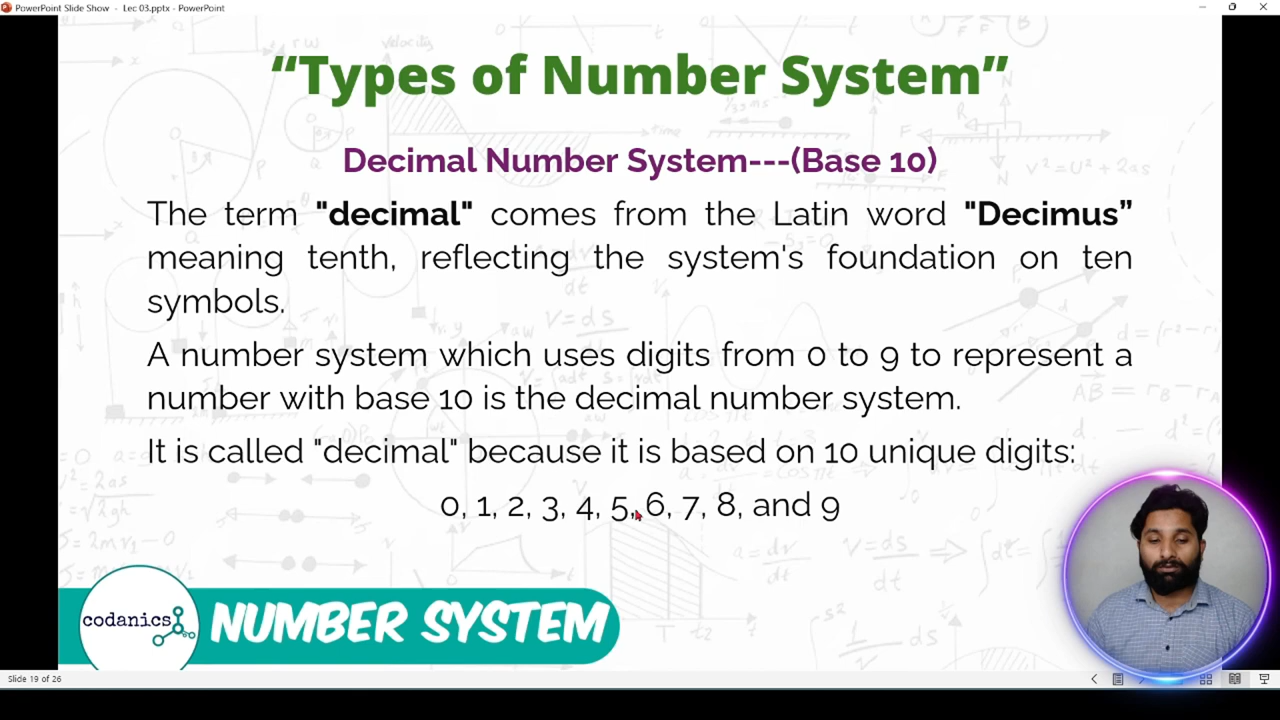 PowerPoint Slide Show - Lec 03.pptx - PowerPoint
“Types of Number System”
Decimal Number System---(Base 10)
The term "decimal" comes from the Latin word "Decimus”
meaning tenth, reflecting the system's foundation on ten
symbols.
A number system which uses digits from 0 to 9 to represent a
number with base 10 is the decimal number system.
It is called "decimal" because it is based on 10 unique digits:
0, 1, 2, 3, 4, 5, 6, 7, 8, and 9
codanics
NUMBER SYSTEM
Slide 19 of 26